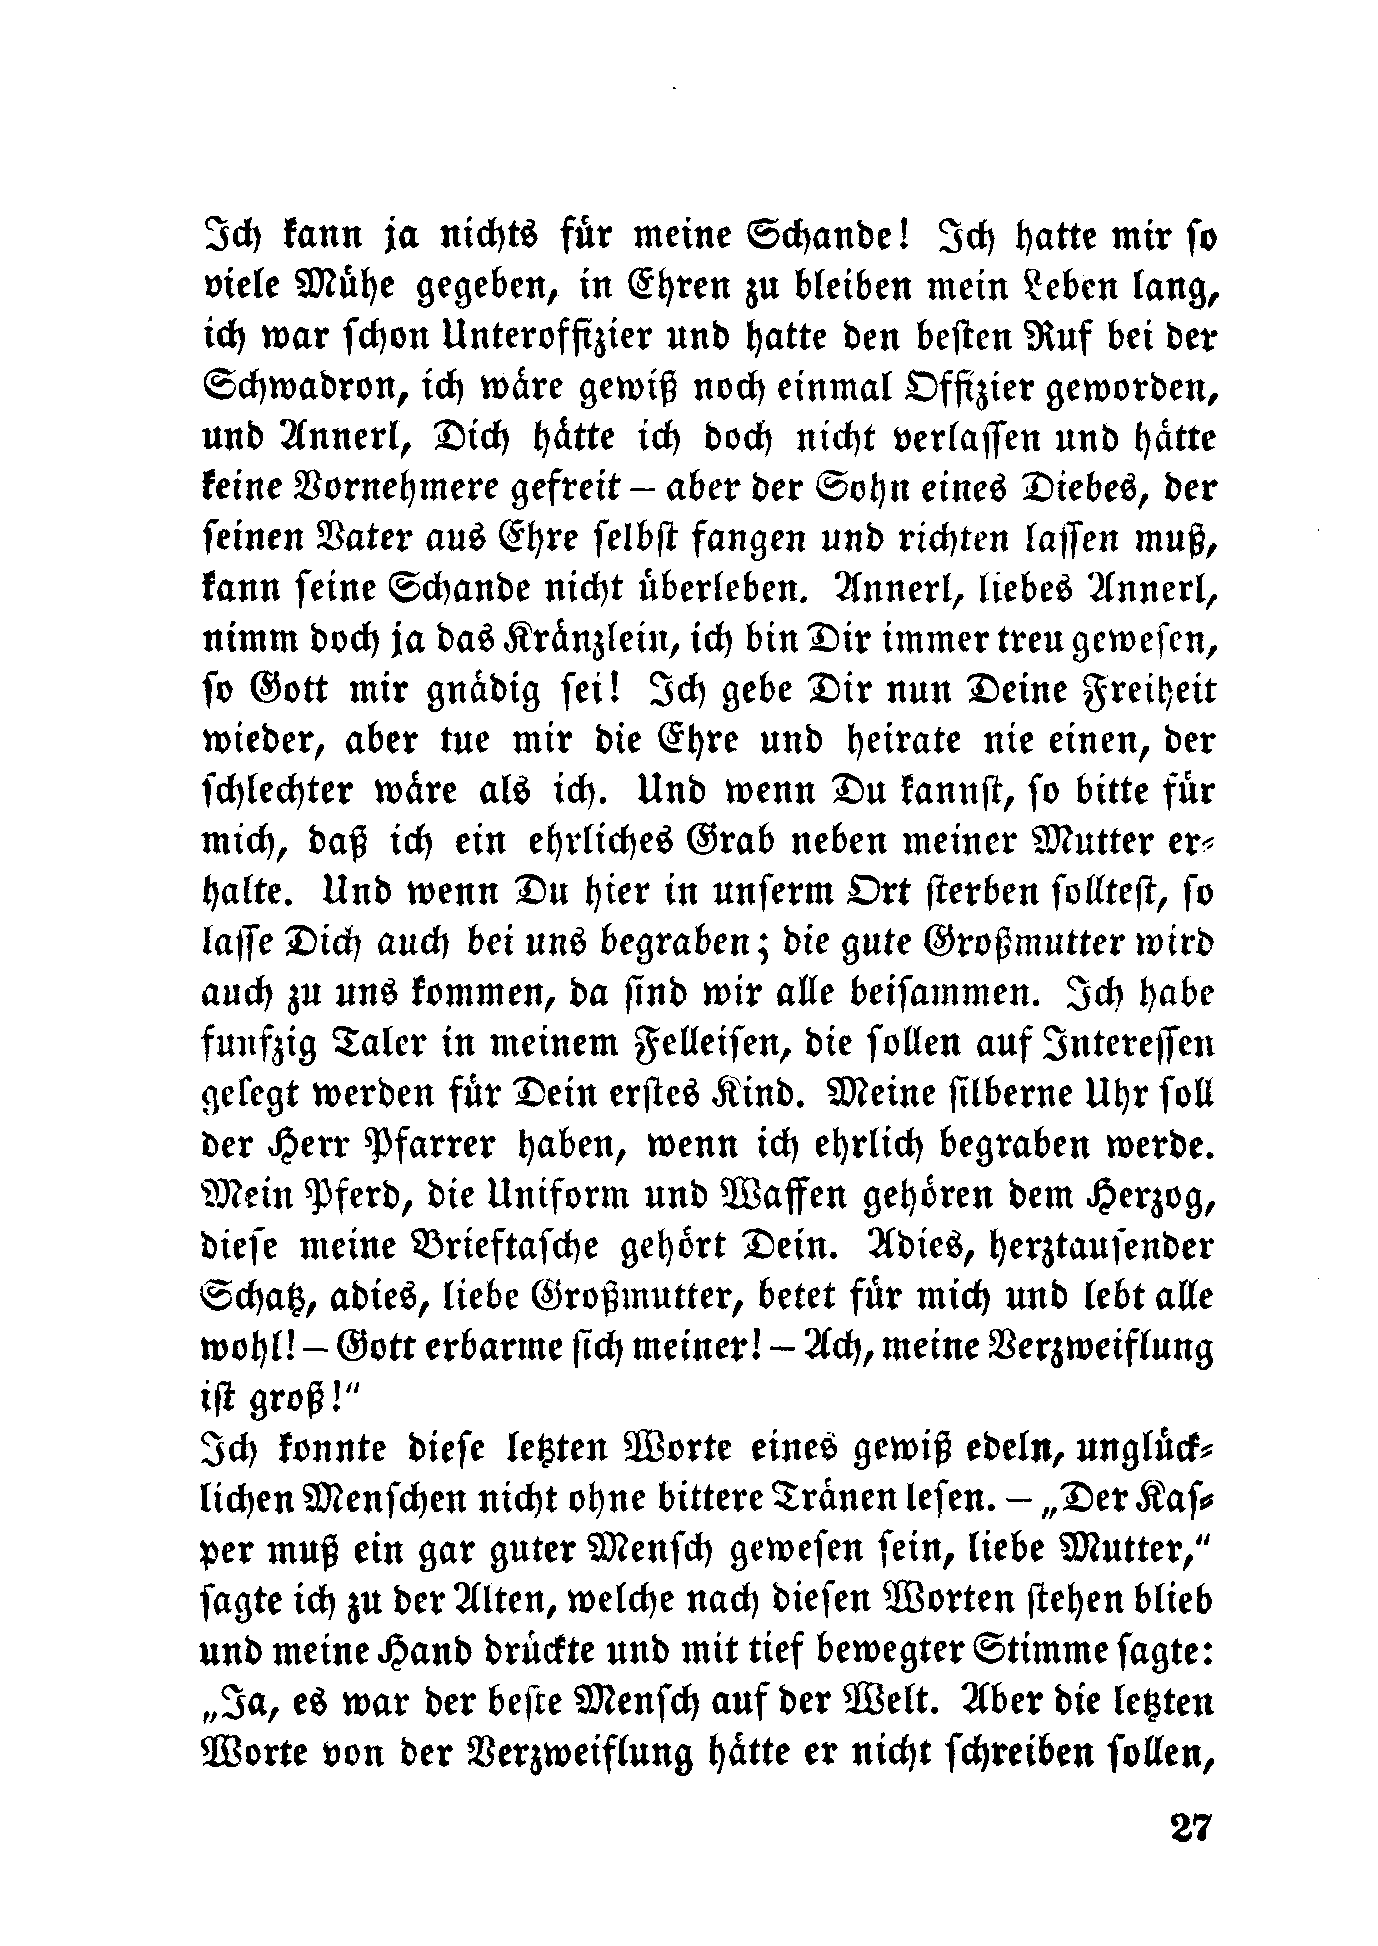 Ich kann ja nichts für meine Schande! Ich hatte mir so
viele Mühe gegeben, in Ehren zu bleiben mein Leben lang,
ich war schon Unteroffizier und hatte den besten Ruf bei der
Schwadron, ich wäre gewiß noch einmal Offizier geworden,
und Annerl, Dich hätte ich doch nicht verlassen und hätte
keine Vornehmere gefreit – aber der Sohn eines Diebes, der
seinen Vater aus Ehre selbst fangen und richten lassen muß,
kann seine Schande nicht überleben. Annerl, liebes Annerl,
nimm doch ja das Kränzlein, ich bin Dir immer treu gewesen,
so Gott mir gnädig sei! Ich gebe Dir nun Deine Freiheit
wieder, aber tue mir die Ehre und heirate nie einen, der
schlechter wäre als ich. Und wenn Du kannst, so bitte für
mich, daß ich ein ehrliches Grab neben meiner Mutter er-
halte. Und wenn Du hier in unserm Ort sterben solltest, so
lasse Dich auch bei uns begraben; die gute Großmutter wird
auch zu uns kommen, da sind wir alle beisammen. Ich habe
funfzig Taler in meinem Felleisen, die sollen auf Interessen
gelegt werden für Dein erstes Kind. Meine silberne Uhr soll
der Herr Pfarrer haben, wenn ich ehrlich begraben werde.
Mein Pferd, die Uniform und Waffen gehören dem Herzog,
diese meine Brieftasche gehört Dein. Adies, herztausender
Schatz, adies, liebe Großmutter, betet für mich und lebt alle
wohl! – Gott erbarme sich meiner! – Ach, meine Verzweiflung
ist groß!“
Ich konnte diese letzten Worte eines gewiß edeln, unglück-
lichen Menschen nicht ohne bittere Tränen lesen. – „Der Kas-
per muß ein gar guter Mensch gewesen sein, liebe Mutter,“
sagte ich zu der Alten, welche nach diesen Worten stehen blieb
und meine Hand drückte und mit tief bewegter Stimme sagte:
„Ja, es war der beste Mensch auf der Welt. Aber die letzten
Worte von der Verzweiflung hätte er nicht schreiben sollen,
27